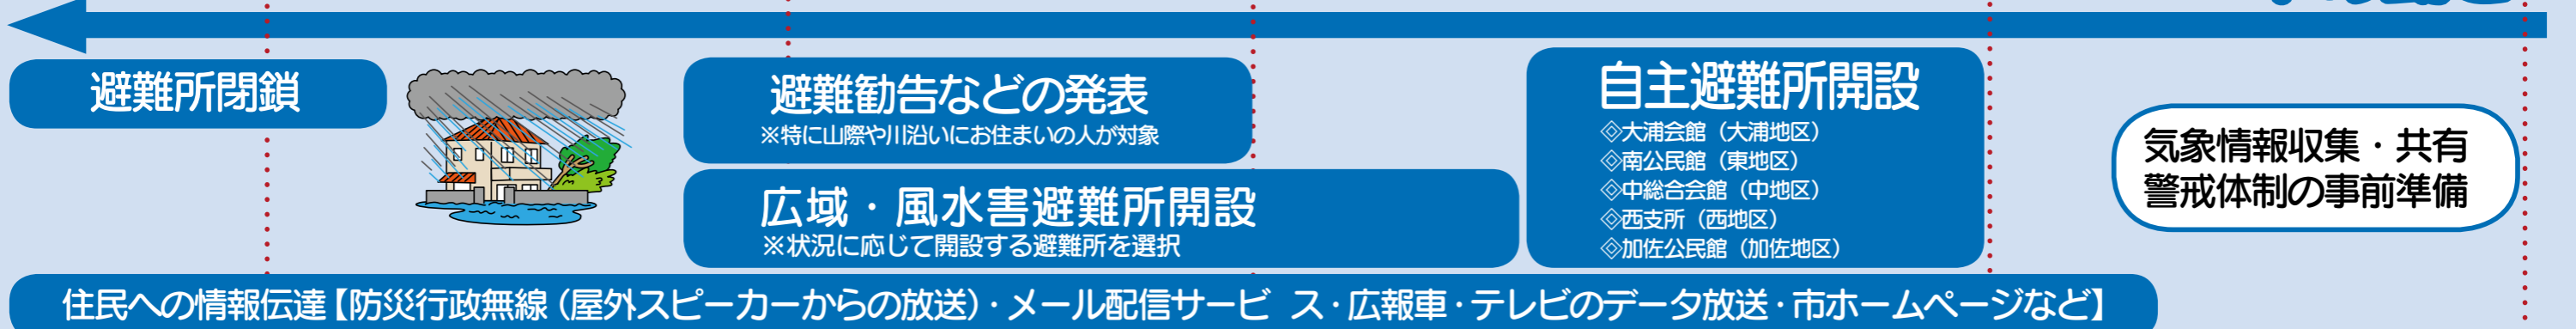 避難所閉鎖
避難勧告などの発表
※特に山際や川沿いにお住まいの人が対象
広域・風水害避難所開設
※状況に応じて開設する避難所を選択
自主避難所開設
◇大浦会館（大浦地区）
◇南公民館（東地区）
◇中総合会館（中地区）
◇西支所（西地区）
◇加佐公民館（加佐地区）
気象情報収集・共有
警戒体制の事前準備
住民への情報伝達【防災行政無線（屋外スピーカーからの放送）・メール配信サービ ス・広報車・テレビのデータ放送・市ホームページなど】